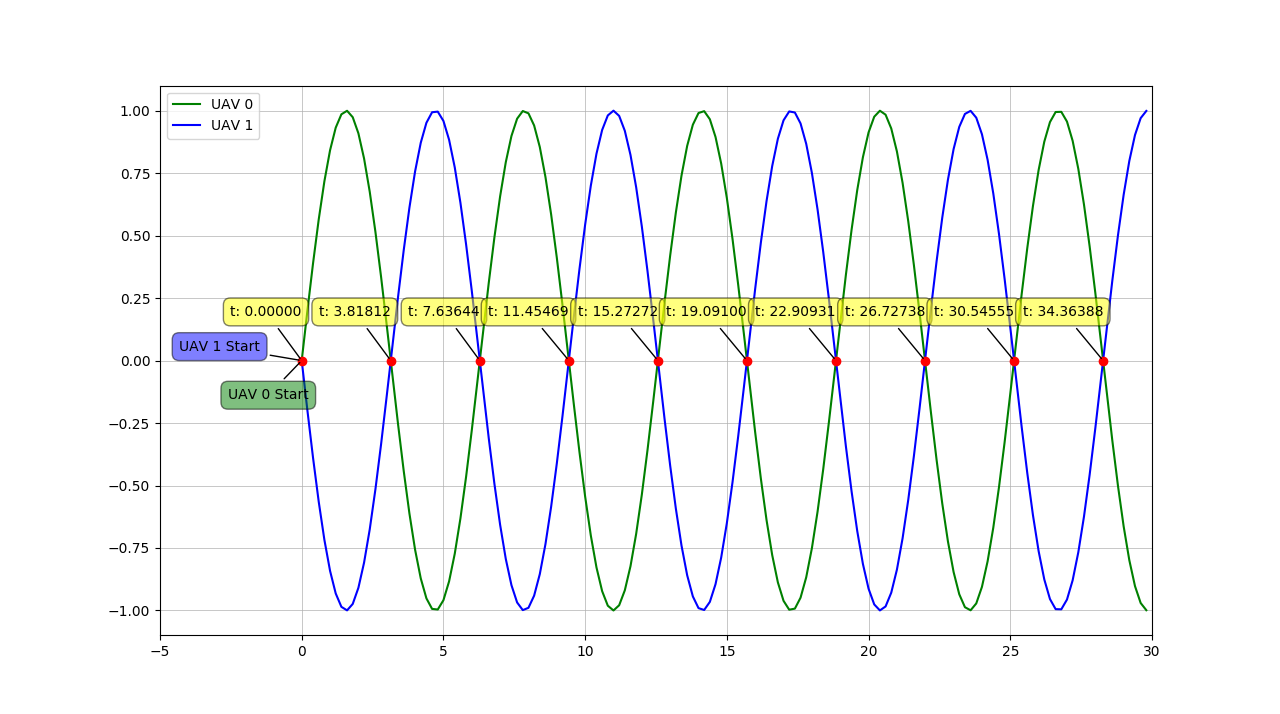 UAV 0
UAV 1
1.00
0.75
0.50
0.25
0.00
−0.25
−0.50
−0.75
−1.00
t: 0.00000
t: 3.81812
t: 7.63644
t: 11.45469
t: 15.27272
t: 19.09100
t: 22.90931
t: 26.72738
t: 30.54555
t: 34.36388
UAV 1 Start
UAV 0 Start
−5
0
5
10
15
20
25
30